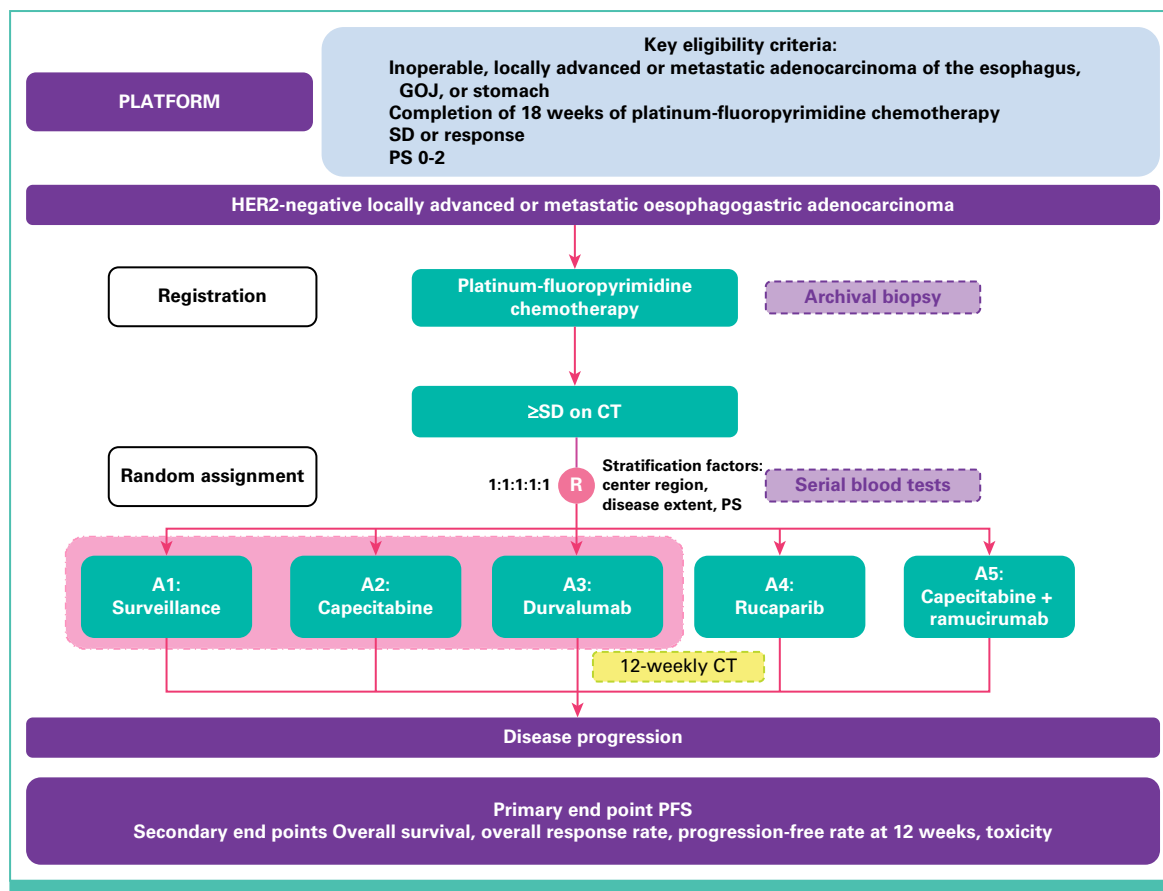 PLATFORM
Key eligibility criteria:
Inoperable, locally advanced or metastatic adenocarcinoma of the esophagus,
GOJ, or stomach
Completion of 18 weeks of platinum-fluoropyrimidine chemotherapy
SD or response
PS 0-2
HER2-negative locally advanced or metastatic oesophagogastric adenocarcinoma
Registration
Platinum-fluoropyrimidine
chemotherapy
Archival biopsy
≥SD on CT
Random assignment
1:1:1:1:1
R
Stratification factors:
center region,
disease extent, PS
Serial blood tests
A1:
Surveillance
A2:
Capecitabine
A3:
Durvalumab
A4:
Rucaparib
A5:
Capecitabine +
ramucirumab
12-weekly CT
Disease progression
Primary end point PFS
Secondary end points Overall survival, overall response rate, progression-free rate at 12 weeks, toxicity